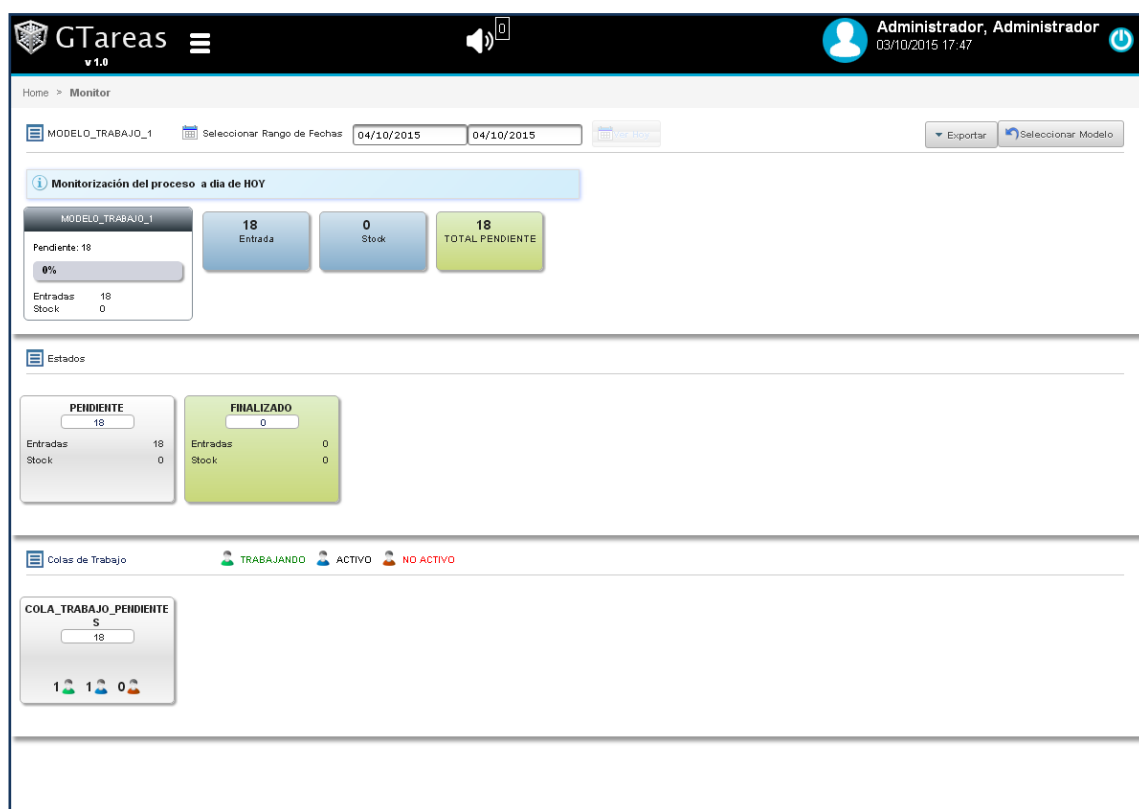 GTareas
v 1.0
0
Administrador, Administrador
03/10/2015 17:47
Home > Monitor
MODELO_TRABAJO_1
Seleccionar Rango de Fechas
04/10/2015
04/10/2015
Exportar
Seleccionar Modelo
Monitorización del proceso a dia de HOY
MODELO_TRABAJO_1
Pendiente: 18
0%
Entradas 18
Stock 0
18
Entrada
0
Stock
18
TOTAL PENDIENTE
Estados
PENDIENTE
18
Entradas 18
Stock 0
FINALIZADO
0
Entradas 0
Stock 0
Colas de Trabajo
TRABAJANDO
ACTIVO
NO ACTIVO
COLA_TRABAJO_PENDIENTE
S
18
1 1 0